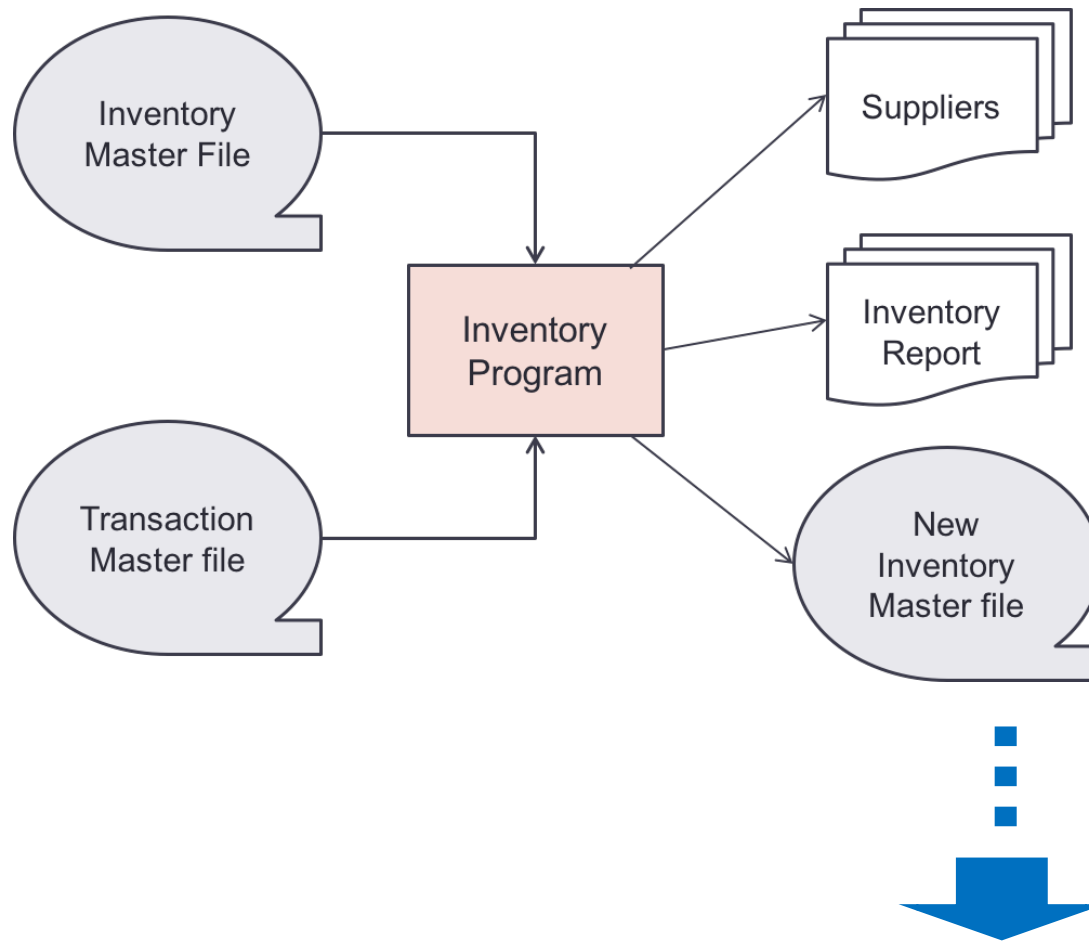 Inventory
Master File
Suppliers
Inventory
Program
Inventory
Report
Transaction
Master file
New
Inventory
Master file